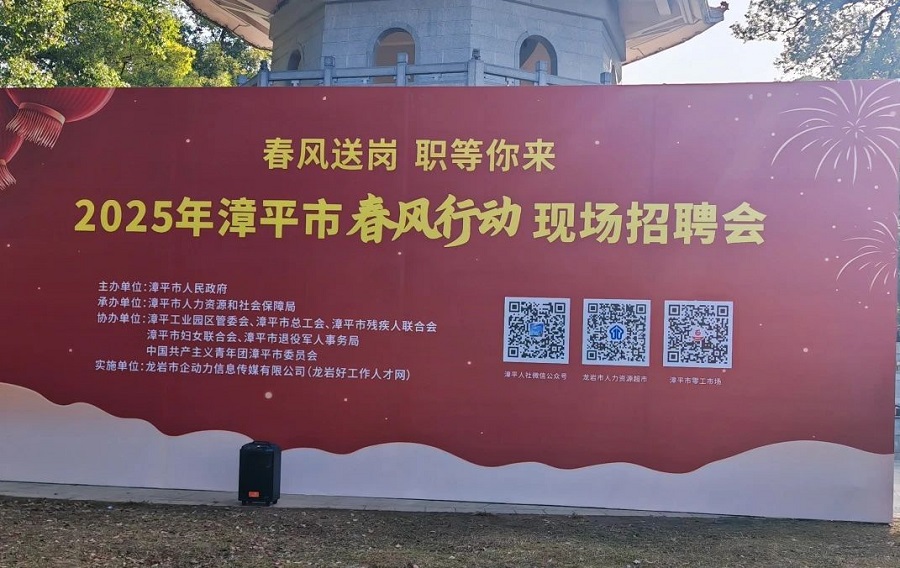 春风送岗 职等你来
2025年漳平市春风行动现场招聘会
主办单位:漳平市人民政府
承办单位:漳平市人力资源和社会保障局
协办单位:漳平工业园区管委会、漳平市总工会、漳平市残疾人联合会
漳平市妇女联合会、漳平市退役军人事务局
中国共产主义青年团漳平市委员会
实施单位:龙岩市企动力信息传媒有限公司(龙岩好工作人才网)
漳平人社微信公众号
龙岩市人力资源超市
漳平市零工市场